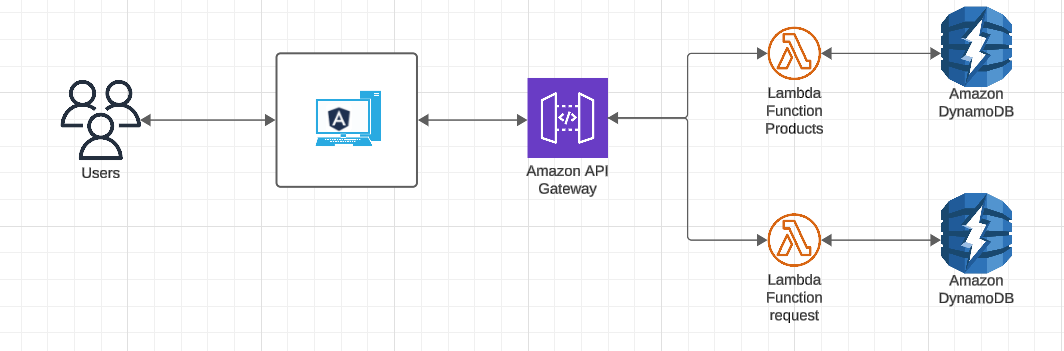 Users
A
</>
Amazon API
Gateway
Lambda
Function
Products
Amazon
DynamoDB
Lambda
Function
request
Amazon
DynamoDB